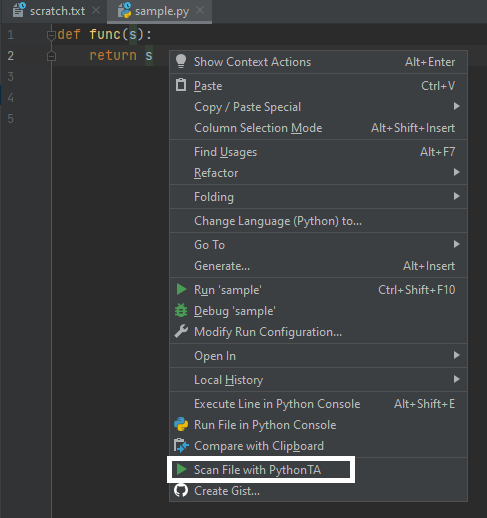 scratch.txt sample.py
1 def func(s):
2 return s
3
4
5
Show Context Actions Alt+Enter
Paste Ctrl+V
Copy / Paste Special
Column Selection Mode Alt+Shift+Insert
Find Usages Alt+F7
Refactor
Folding
Change Language (Python) to...
Go To
Generate... Alt+Insert
Run 'sample' Ctrl+Shift+F10
Debug 'sample'
Modify Run Configuration...
Open In
Local History
Execute Line in Python Console Alt+Shift+E
Run File in Python Console
Compare with Clipboard
Scan File with PythonTA
Create Gist...